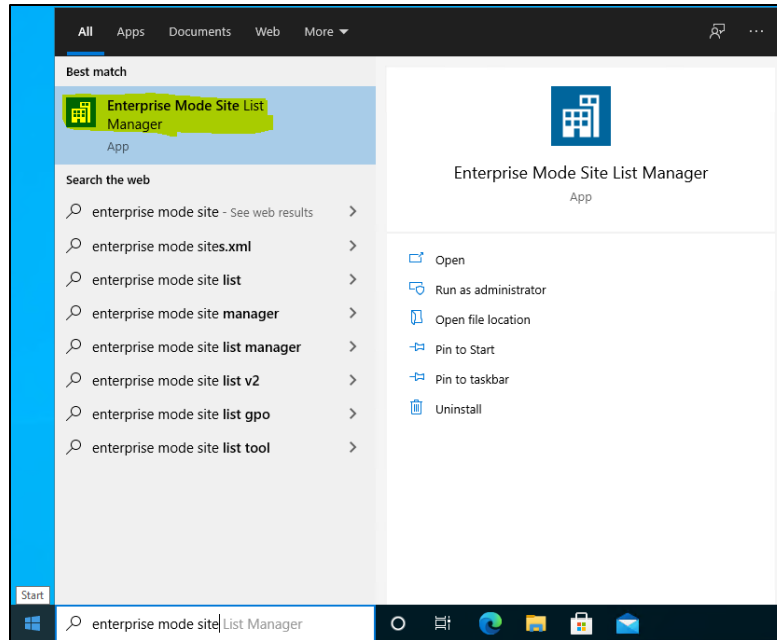 All Apps Documents Web More
Best match
Enterprise Mode Site List
Manager
App
Search the web
enterprise mode site - See web results
enterprise mode sites.xml
enterprise mode site list
enterprise mode site manager
enterprise mode site list manager
enterprise mode site list v2
enterprise mode site list gpo
enterprise mode site list tool
Enterprise Mode Site List Manager
App
Open
Run as administrator
Open file location
Pin to Start
Pin to taskbar
Uninstall
Start
enterprise mode site List Manager